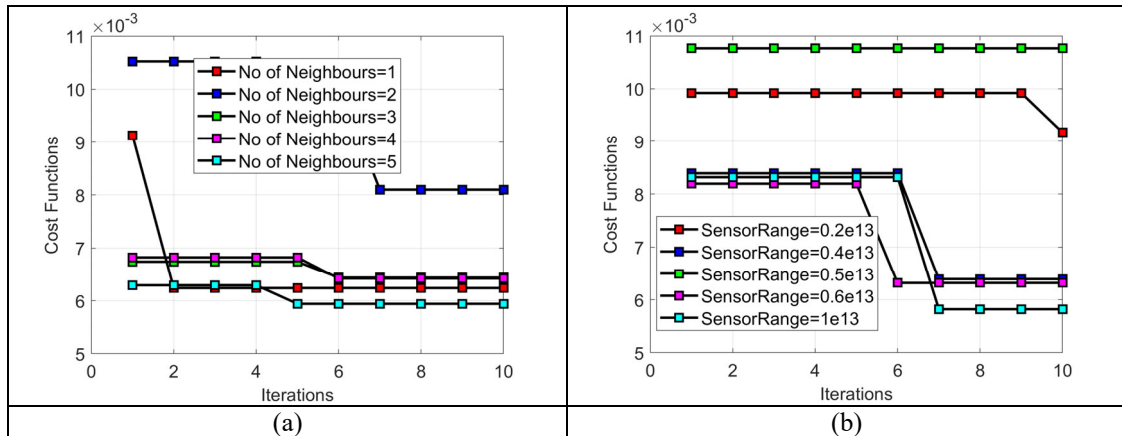 ×10⁻³
11
10
9
8
7
6
5
Cost Functions
No of Neighbours=1
No of Neighbours=2
No of Neighbours=3
No of Neighbours=4
No of Neighbours=5
0 2 4 6 8 10
Iterations
(a)
×10⁻³
11
10
9
8
7
6
5
Cost Functions
SensorRange=0.2e13
SensorRange=0.4e13
SensorRange=0.5e13
SensorRange=0.6e13
SensorRange=1e13
0 2 4 6 8 10
Iterations
(b)